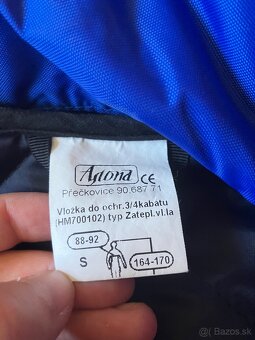 Astona CE
Přečkovice 90,687 71
Vložka do ochr.3/4kabatu
(HM700102) typ Zatepl.vl.la
88-92
S
164-170
Bazos.sk